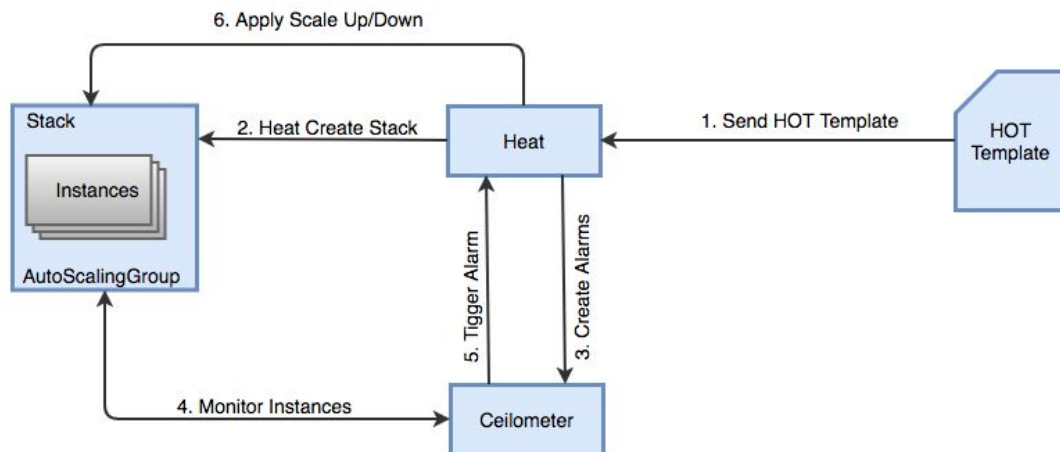 6. Apply Scale Up/Down
Stack
2. Heat Create Stack
Heat
1. Send HOT Template
HOT
Template
Instances
AutoScalingGroup
5. Tigger Alarm
3. Create Alarms
4. Monitor Instances
Ceilometer